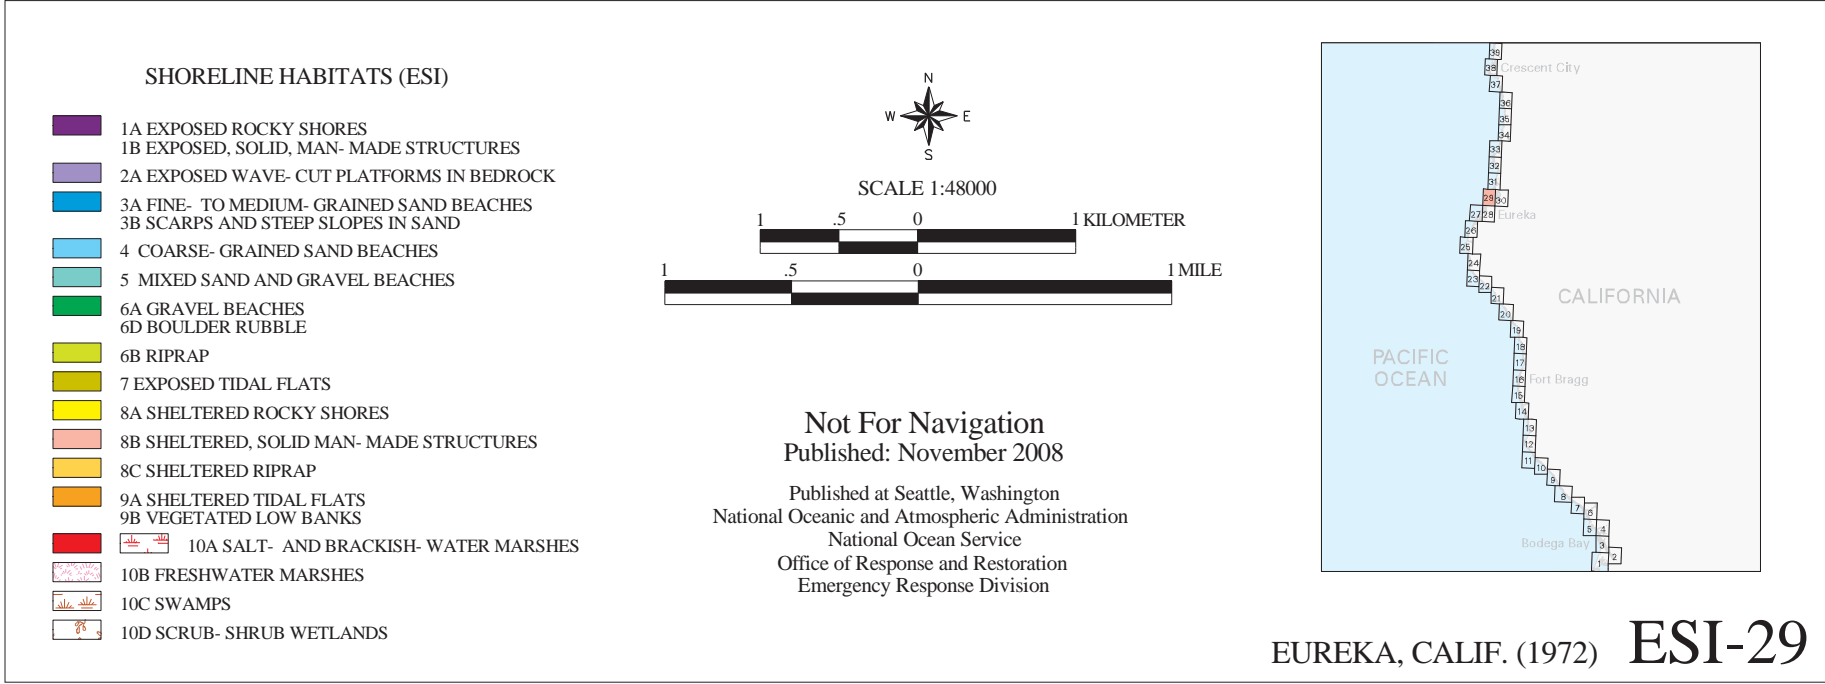 SHORELINE HABITATS (ESI)
1A EXPOSED ROCKY SHORES
1B EXPOSED, SOLID, MAN- MADE STRUCTURES
2A EXPOSED WAVE- CUT PLATFORMS IN BEDROCK
3A FINE- TO MEDIUM- GRAINED SAND BEACHES
3B SCARPS AND STEEP SLOPES IN SAND
4 COARSE- GRAINED SAND BEACHES
5 MIXED SAND AND GRAVEL BEACHES
6A GRAVEL BEACHES
6D BOULDER RUBBLE
6B RIPRAP
7 EXPOSED TIDAL FLATS
8A SHELTERED ROCKY SHORES
8B SHELTERED, SOLID MAN- MADE STRUCTURES
8C SHELTERED RIPRAP
9A SHELTERED TIDAL FLATS
9B VEGETATED LOW BANKS
10A SALT- AND BRACKISH- WATER MARSHES
10B FRESHWATER MARSHES
10C SWAMPS
10D SCRUB- SHRUB WETLANDS
N
W E
S
SCALE 1:48000
1 .5 0 1 KILOMETER
1 .5 0 1 MILE
Not For Navigation
Published: November 2008
Published at Seattle, Washington
National Oceanic and Atmospheric Administration
National Ocean Service
Office of Response and Restoration
Emergency Response Division
39
38 Crescent City
37
36
35
34
33
32
31
29 30
27 28 Eureka
26
25
24
23
22
21
CALIFORNIA
20
19
18
PACIFIC
OCEAN
17
16 Fort Bragg
15
14
13
12
11
10
9
8
7
6
5 4
Bodega Bay 3
2
1
EUREKA, CALIF. (1972) ESI-29